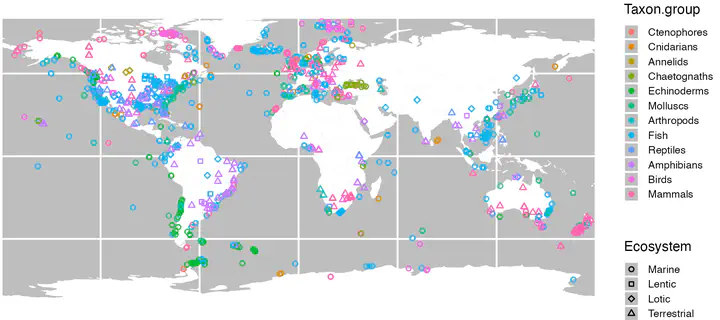 Taxon.group
Ctenophores
Cnidarians
Annelids
Chaetognaths
Echinoderms
Molluscs
Arthropods
Fish
Reptiles
Amphibians
Birds
Mammals
Ecosystem
Marine
Lentic
Lotic
Terrestrial